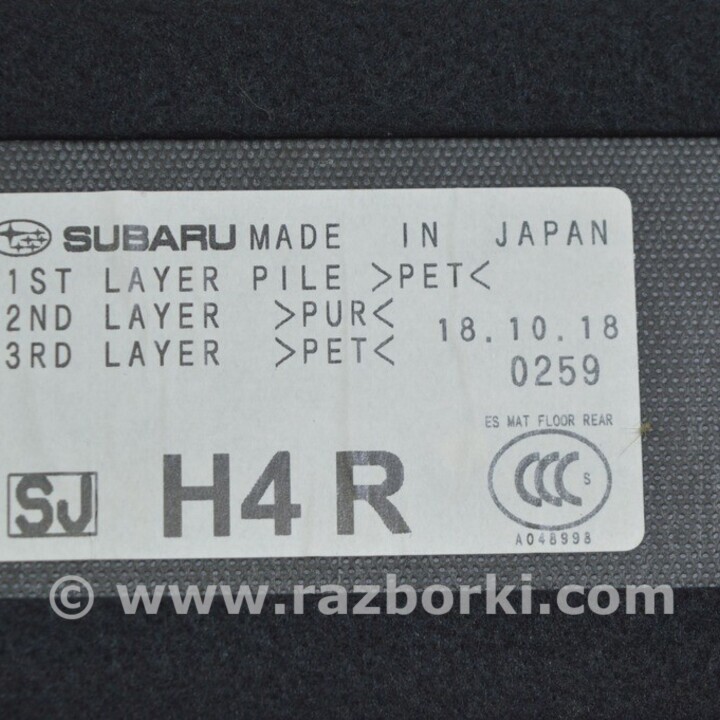 SUBARU MADE IN JAPAN
1ST LAYER PILE >PET<
2ND LAYER >PUR<
3RD LAYER >PET<
18.10.18
0259
ES MAT FLOOR REAR
SJ H4 R
CCC S
A048998
© www.razborki.com